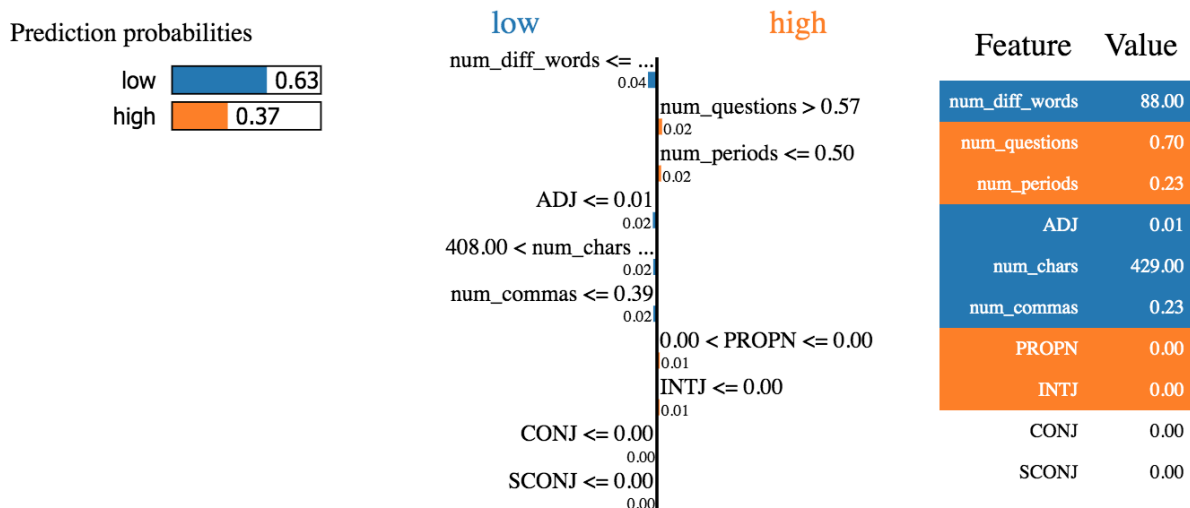 Prediction probabilities
low 0.63
high 0.37
low high
num_diff_words <= ...
0.04
num_questions > 0.57
0.02
num_periods <= 0.50
0.02
ADJ <= 0.01
0.02
408.00 < num_chars ...
0.02
num_commas <= 0.39
0.02
0.00 < PROPN <= 0.00
0.01
INTJ <= 0.00
0.01
CONJ <= 0.00
0.00
SCONJ <= 0.00
0.00
Feature Value
num_diff_words 88.00
num_questions 0.70
num_periods 0.23
ADJ 0.01
num_chars 429.00
num_commas 0.23
PROPN 0.00
INTJ 0.00
CONJ 0.00
SCONJ 0.00